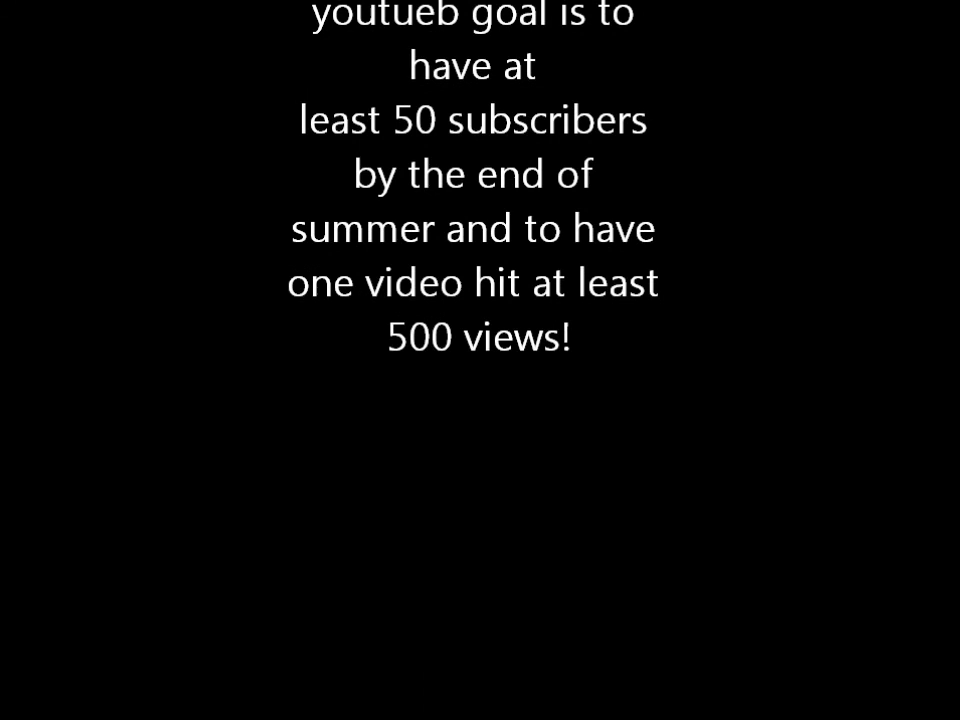 youtueb goal is to
have at
least 50 subscribers
by the end of
summer and to have
one video hit at least
500 views!